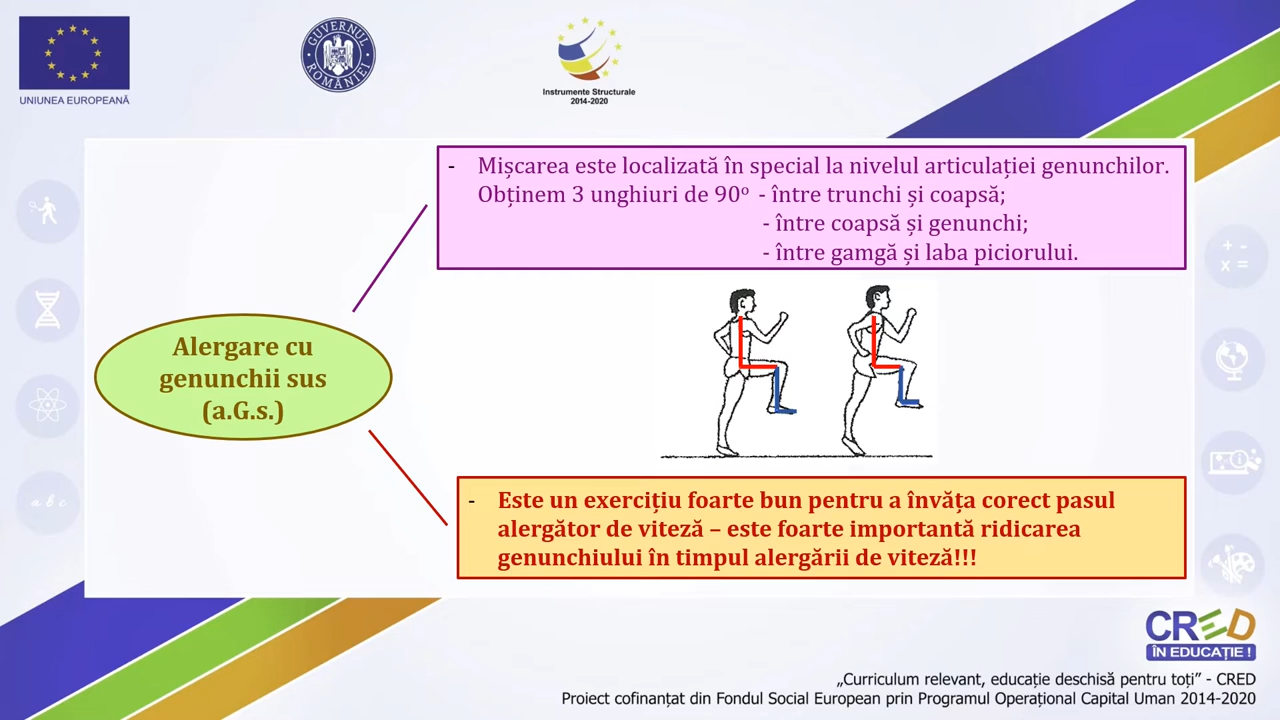 UNIUNEA EUROPEANĂ
GUVERNUL ROMÂNIEI
Instrumente Structurale
2014-2020
- Mișcarea este localizată în special la nivelul articulației genunchilor.
Obținem 3 unghiuri de 90º - între trunchi și coapsă;
- între coapsă și genunchi;
- între gamgă și laba piciorului.
Alergare cu
genunchii sus
(a.G.s.)
- Este un exercițiu foarte bun pentru a învăța corect pasul
alergător de viteză – este foarte importantă ridicarea
genunchiului în timpul alergării de viteză!!!
+ -
x =
a b c
CRED
ÎN EDUCAȚIE !
„Curriculum relevant, educație deschisă pentru toți” - CRED
Proiect cofinanțat din Fondul Social European prin Programul Operațional Capital Uman 2014-2020